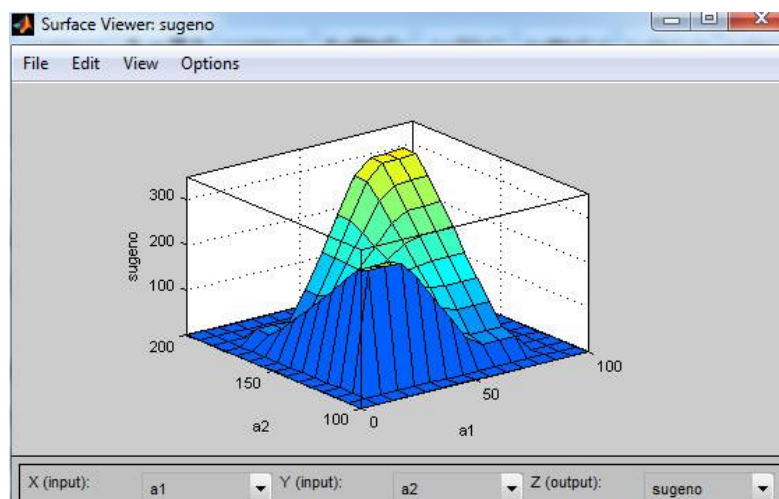 Surface Viewer: sugeno
File Edit View Options
300
200
100
sugeno
200
150
100
a2
0
50
100
a1
X (input): a1 Y (input): a2 Z (output): sugeno